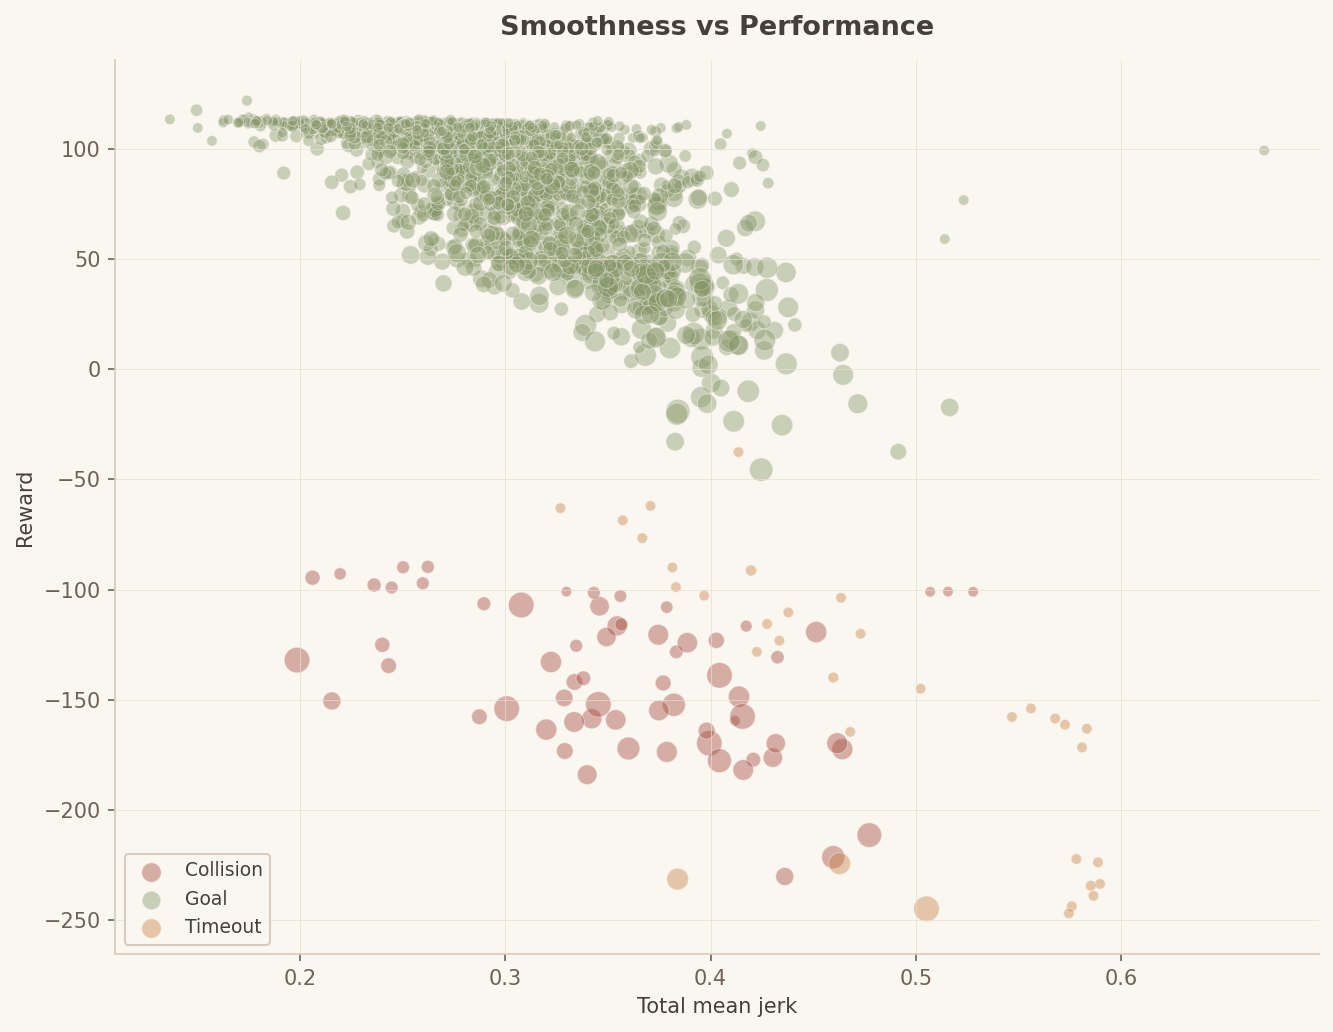 Smoothness vs Performance
100
50
0
−50
−100
−150
−200
−250
Reward
Collision
Goal
Timeout
0.2
0.3
0.4
0.5
0.6
Total mean jerk